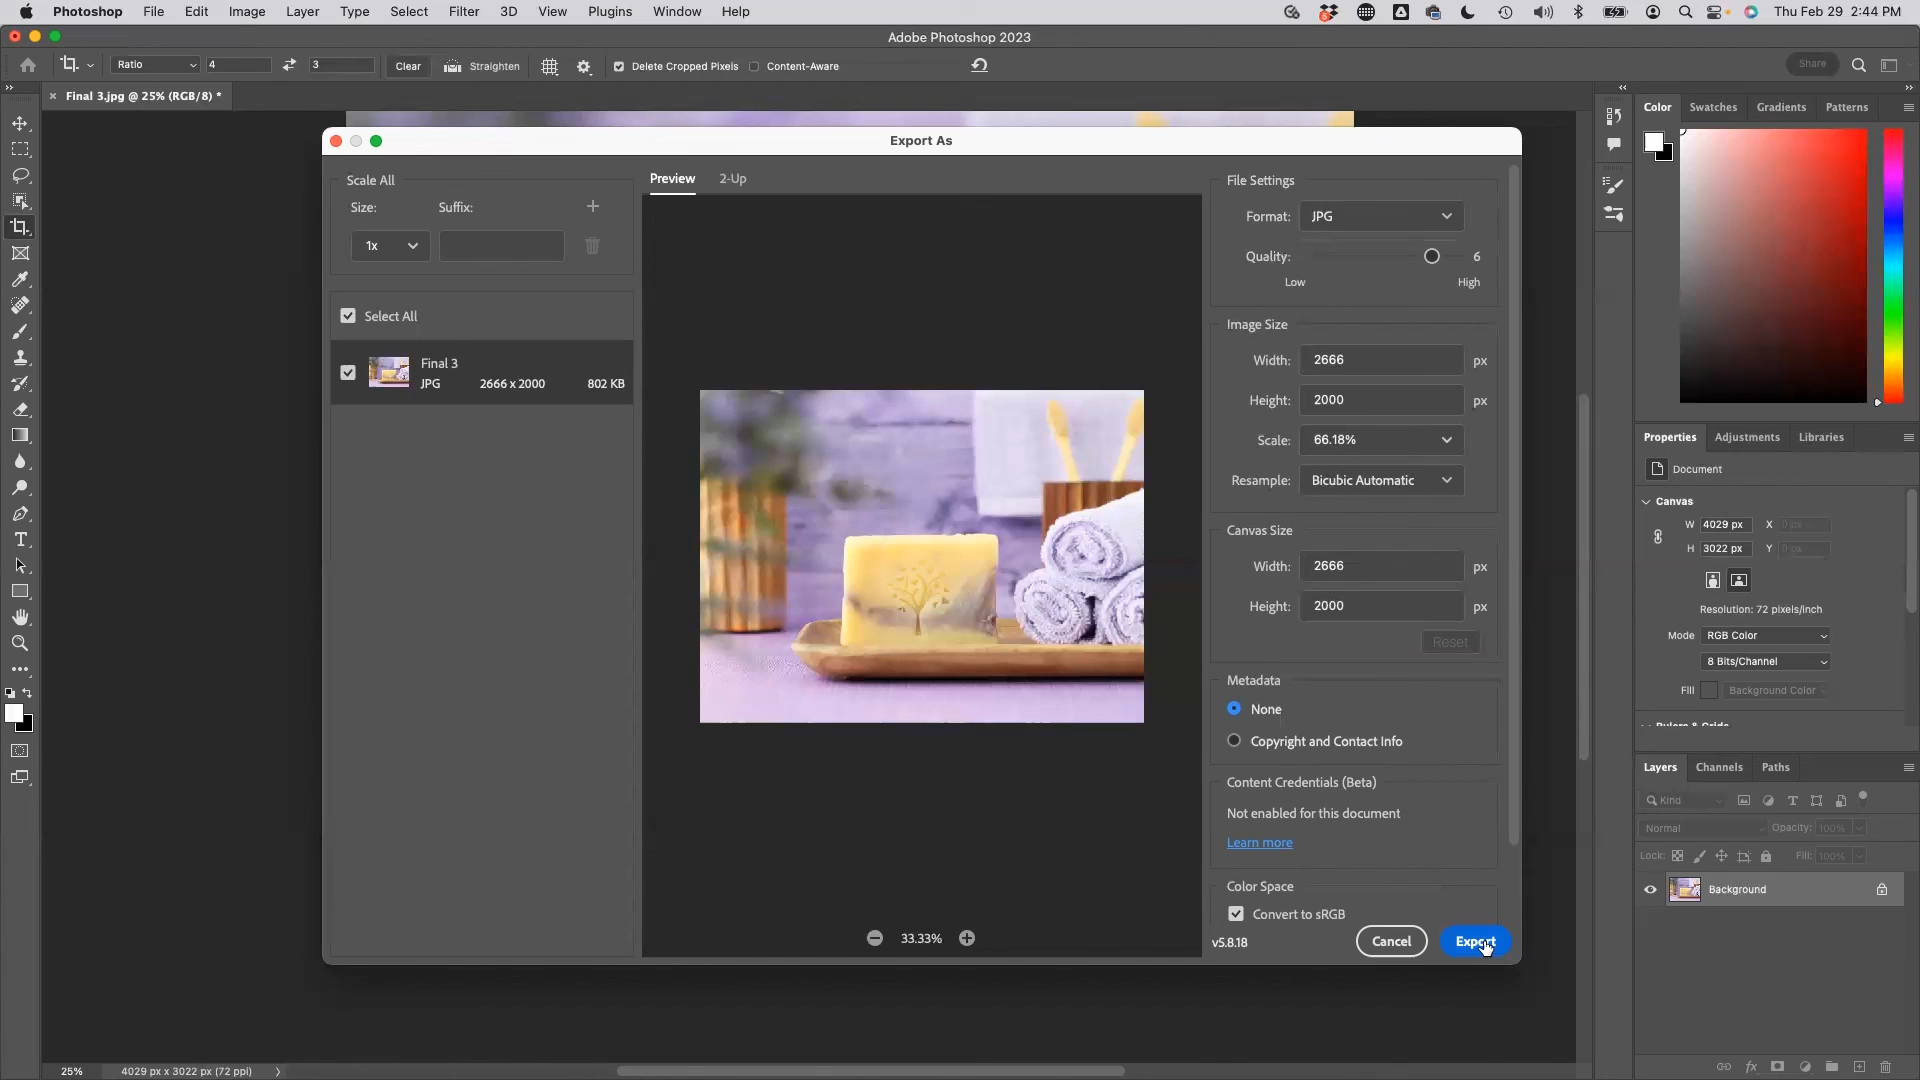 Photoshop File Edit Image Layer Type Select Filter 3D View Plugins Window Help Thu Feb 29 2:44 PM
Adobe Photoshop 2023
Ratio 4 3 Clear Straighten Delete Cropped Pixels Content-Aware Share
Final 3.jpg @ 25% (RGB/8) *
Color Swatches Gradients Patterns
Export As
Scale All
Size: Suffix:
1x
Select All
Final 3
JPG 2666 x 2000 802 KB
Preview 2-Up
33.33%
File Settings
Format: JPG
Quality: 6
Low High
Image Size
Width: 2666 px
Height: 2000 px
Scale: 66.18%
Resample: Bicubic Automatic
Canvas Size
Width: 2666 px
Height: 2000 px
Reset
Metadata
None
Copyright and Contact Info
Content Credentials (Beta)
Not enabled for this document
Learn more
Color Space
Convert to sRGB
v5.8.18 Cancel Export
Properties Adjustments Libraries
Document
Canvas
W 4029 px X 0 px
H 3022 px Y 0 px
Resolution: 72 pixels/inch
Mode RGB Color
8 Bits/Channel
Fill Background Color
Rulers & Grids
Layers Channels Paths
Kind
Normal Opacity: 100%
Lock: Fill: 100%
Background
25% 4029 px x 3022 px (72 ppi)